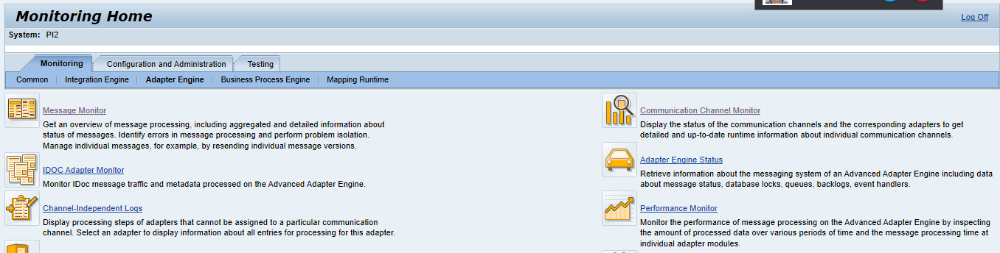 Monitoring Home
Log Off
System: PI2
Monitoring
Configuration and Administration
Testing
Common
Integration Engine
Adapter Engine
Business Process Engine
Mapping Runtime
Message Monitor
Get an overview of message processing, including aggregated and detailed information about
status of messages. Identify errors in message processing and perform problem isolation.
Manage individual messages, for example, by resending individual message versions.
IDOC Adapter Monitor
Monitor IDoc message traffic and metadata processed on the Advanced Adapter Engine.
Channel-Independent Logs
Display processing steps of adapters that cannot be assigned to a particular communication
channel. Select an adapter to display information about all entries for processing for this adapter.
Communication Channel Monitor
Display the status of the communication channels and the corresponding adapters to get
detailed and up-to-date runtime information about individual communication channels.
Adapter Engine Status
Retrieve information about the messaging system of an Advanced Adapter Engine including data
about message status, database locks, queues, backlogs, event handlers.
Performance Monitor
Monitor the performance of message processing on the Advanced Adapter Engine by inspecting
the amount of processed data over various periods of time and the message processing time at
individual adapter modules.